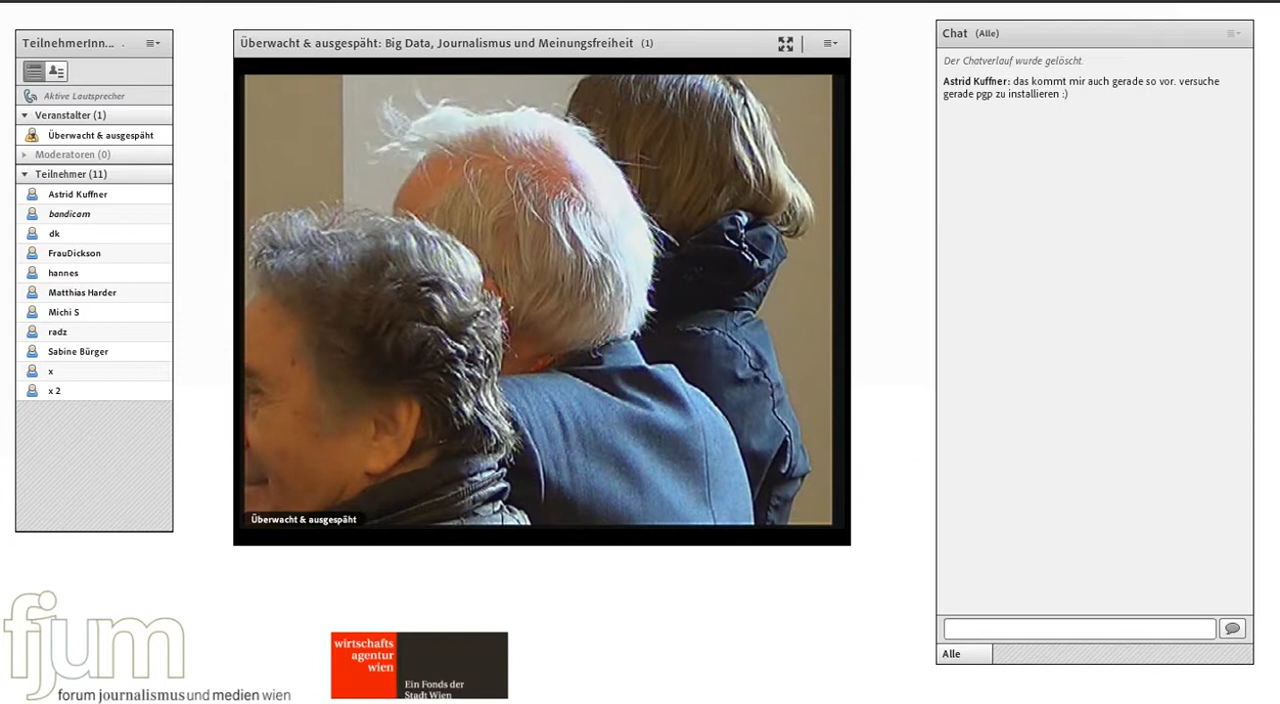 TeilnehmerInn... .
Aktive Lautsprecher
Veranstalter (1)
Überwacht & ausgespäht
Moderatoren (0)
Teilnehmer (11)
Astrid Kuffner
bandicam
dk
FrauDickson
hannes
Matthias Harder
Michi S
radz
Sabine Bürger
x
x 2
Überwacht & ausgespäht: Big Data, Journalismus und Meinungsfreiheit (1)
Überwacht & ausgespäht
Chat (Alle)
Der Chatverlauf wurde gelöscht.
Astrid Kuffner: das kommt mir auch gerade so vor. versuche
gerade pgp zu installieren :)
Alle
fjum
forum journalismus und medien wien
wirtschafts
agentur
wien
Ein Fonds der
Stadt Wien